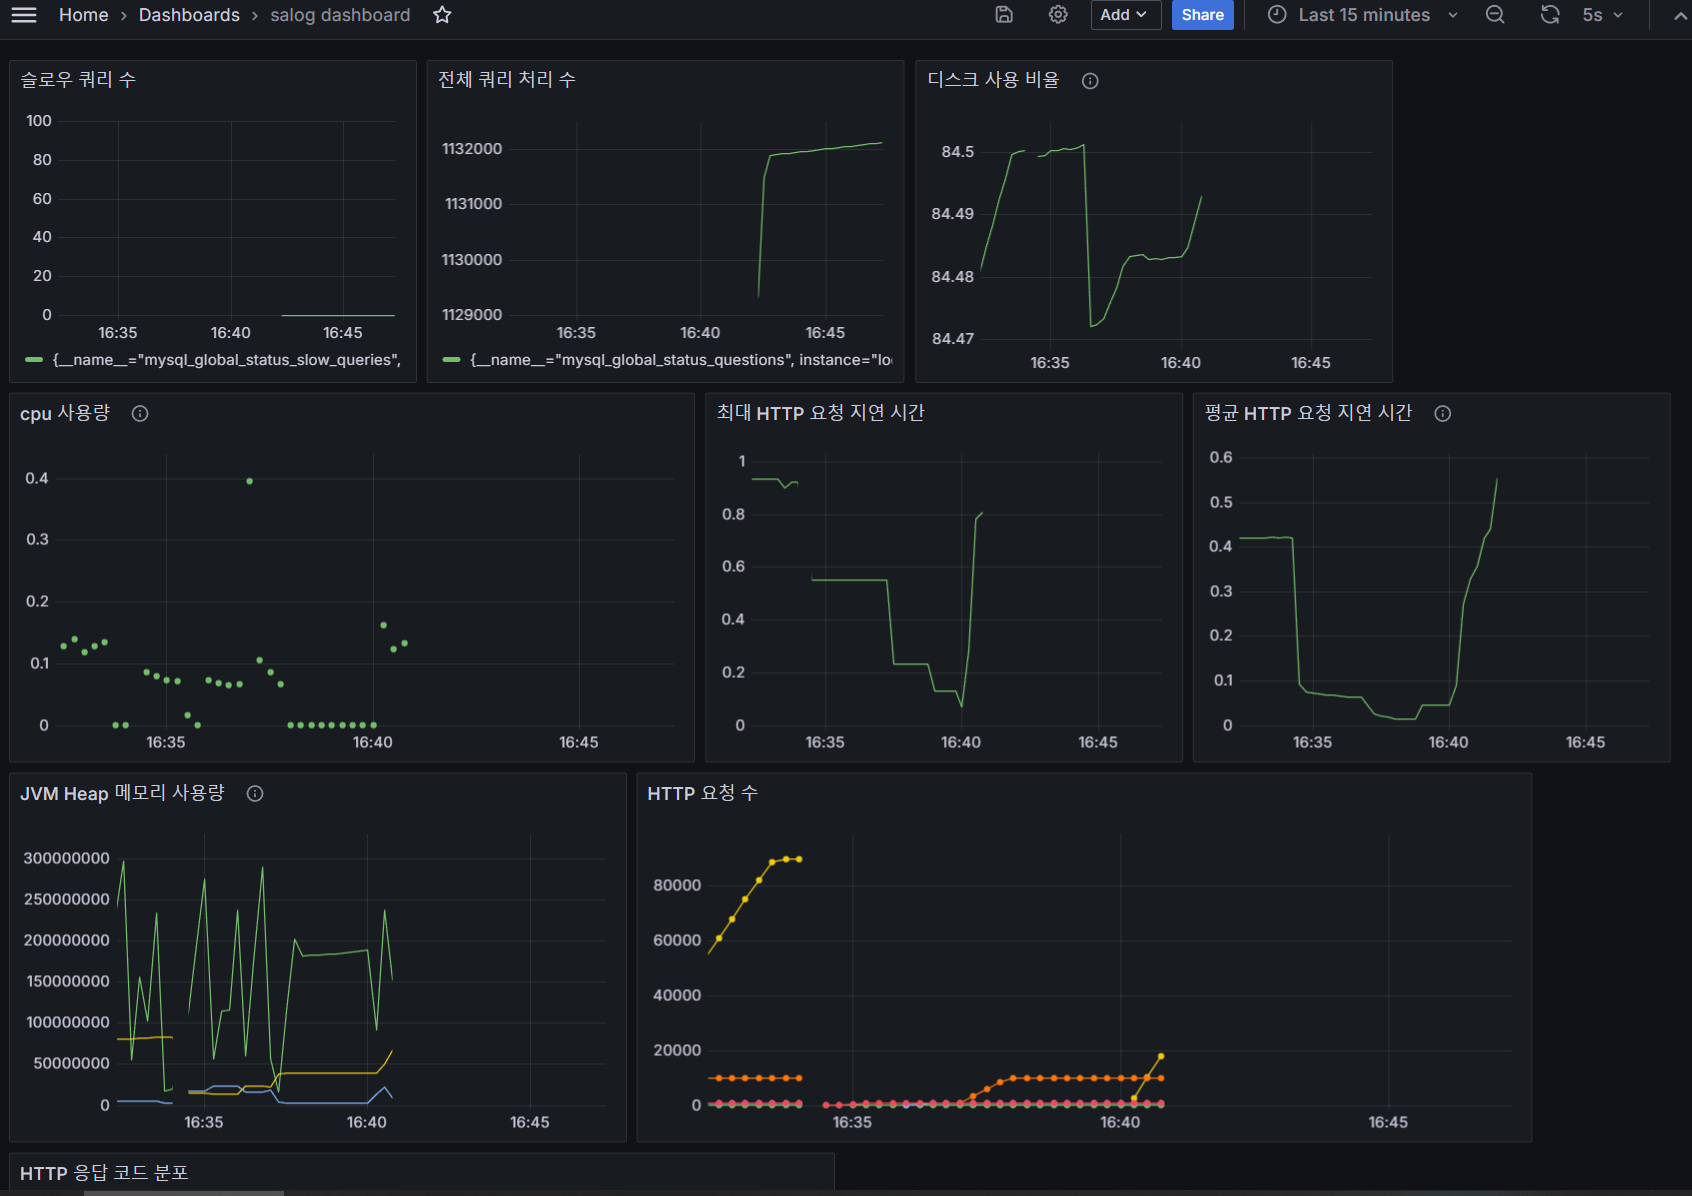 Home › Dashboards › salog dashboard
Add
Share
Last 15 minutes
5s
슬로우 쿼리 수
100
80
60
40
20
0
16:35 16:40 16:45
{__name__="mysql_global_status_slow_queries",
전체 쿼리 처리 수
1132000
1131000
1130000
1129000
16:35 16:40 16:45
{__name__="mysql_global_status_questions", instance="lo
디스크 사용 비율
84.5
84.49
84.48
84.47
16:35 16:40 16:45
cpu 사용량
0.4
0.3
0.2
0.1
0
16:35 16:40 16:45
최대 HTTP 요청 지연 시간
1
0.8
0.6
0.4
0.2
0
16:35 16:40 16:45
평균 HTTP 요청 지연 시간
0.6
0.5
0.4
0.3
0.2
0.1
0
16:35 16:40 16:45
JVM Heap 메모리 사용량
300000000
250000000
200000000
150000000
100000000
50000000
0
16:35 16:40 16:45
HTTP 요청 수
80000
60000
40000
20000
0
16:35 16:40 16:45
HTTP 응답 코드 분포